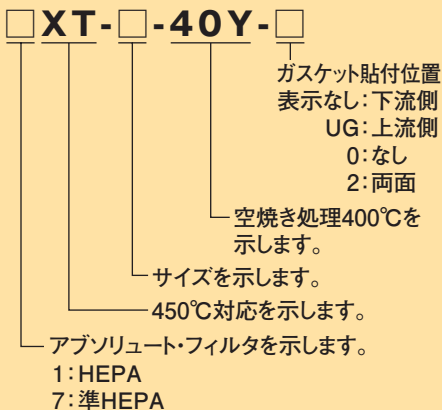 □XT-□-40Y-□
ガスケット貼付位置
表示なし:下流側
UG:上流側
0:なし
2:両面
空焼き処理400℃を
示します。
サイズを示します。
450℃対応を示します。
アブソリュート・フィルタを示します。
1:HEPA
7:準HEPA